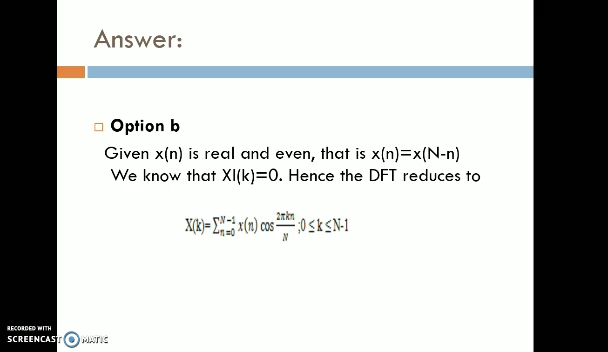 Answer:
Option b
Given x(n) is real and even, that is x(n)=x(N-n)
We know that XI(k)=0. Hence the DFT reduces to
X(k)=∑_{n=0}^{N-1} x(n) cos \frac{2πkn}{N} ;0 ≤k ≤N-1
RECORDED WITH
SCREENCAST MATIC